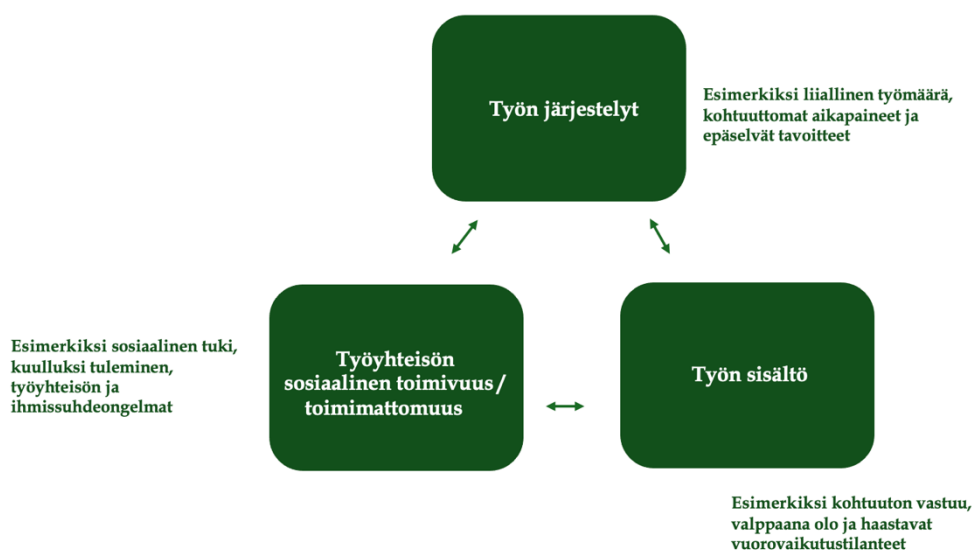 Työn järjestelyt
Esimerkiksi liiallinen työmäärä,
kohtuuttomat aikapaineet ja
epäselvät tavoitteet
Esimerkiksi sosiaalinen tuki,
kuulluksi tuleminen,
työyhteisön ja
ihmissuhdeongelmat
Työyhteisön
sosiaalinen toimivuus /
toimimattomuus
Työn sisältö
Esimerkiksi kohtuuton vastuu,
valppaana olo ja haastavat
vuorovaikutustilanteet